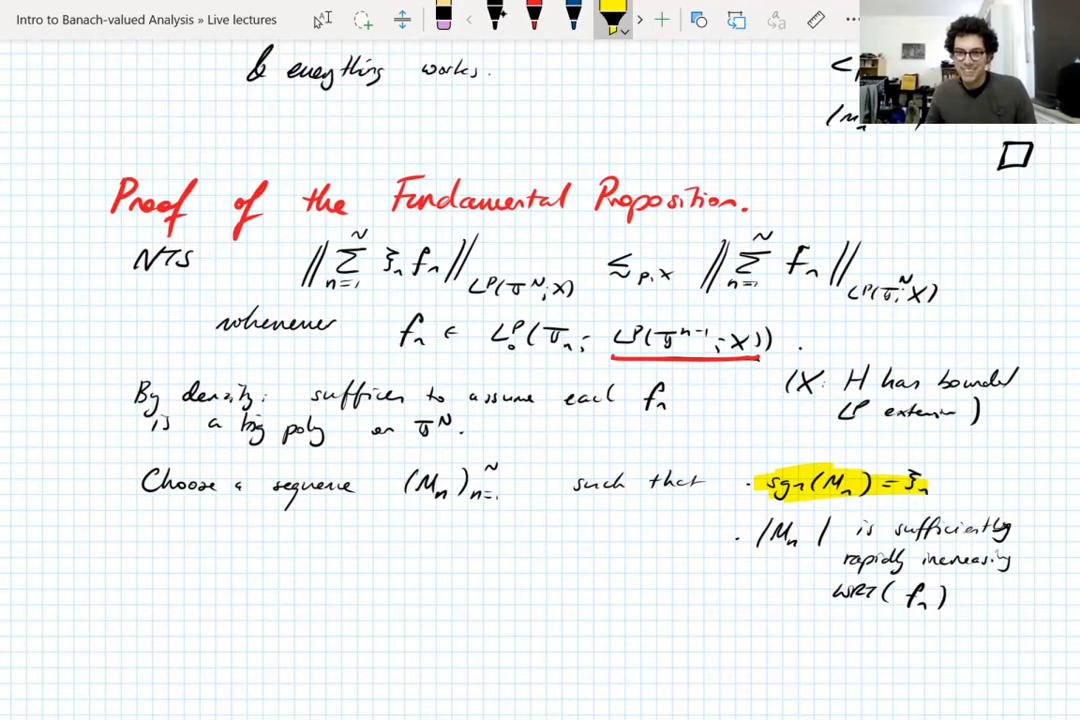 Intro to Banach-valued Analysis » Live lectures
& everything works.
Proof of the Fundamental Proposition.
NTS ‖∑_{n=1}^N ξ_n f_n‖_{L^p(𝕋^N; X)} ≲_{p,X} ‖∑_{n=1}^N f_n‖_{L^p(𝕋^N; X)}
whenever f_n ∈ L^p_0(𝕋_n; L^p(𝕋^{n-1}; X)).
(X: H has bounded
L^p extension)
By density: suffices to assume each f_n
is a trig poly on 𝕋^N.
Choose a sequence (M_n)_{n=1}^N such that · sgn(M_n) = ξ_n
· |M_n| is sufficiently
rapidly increasing
WRT (f_n)